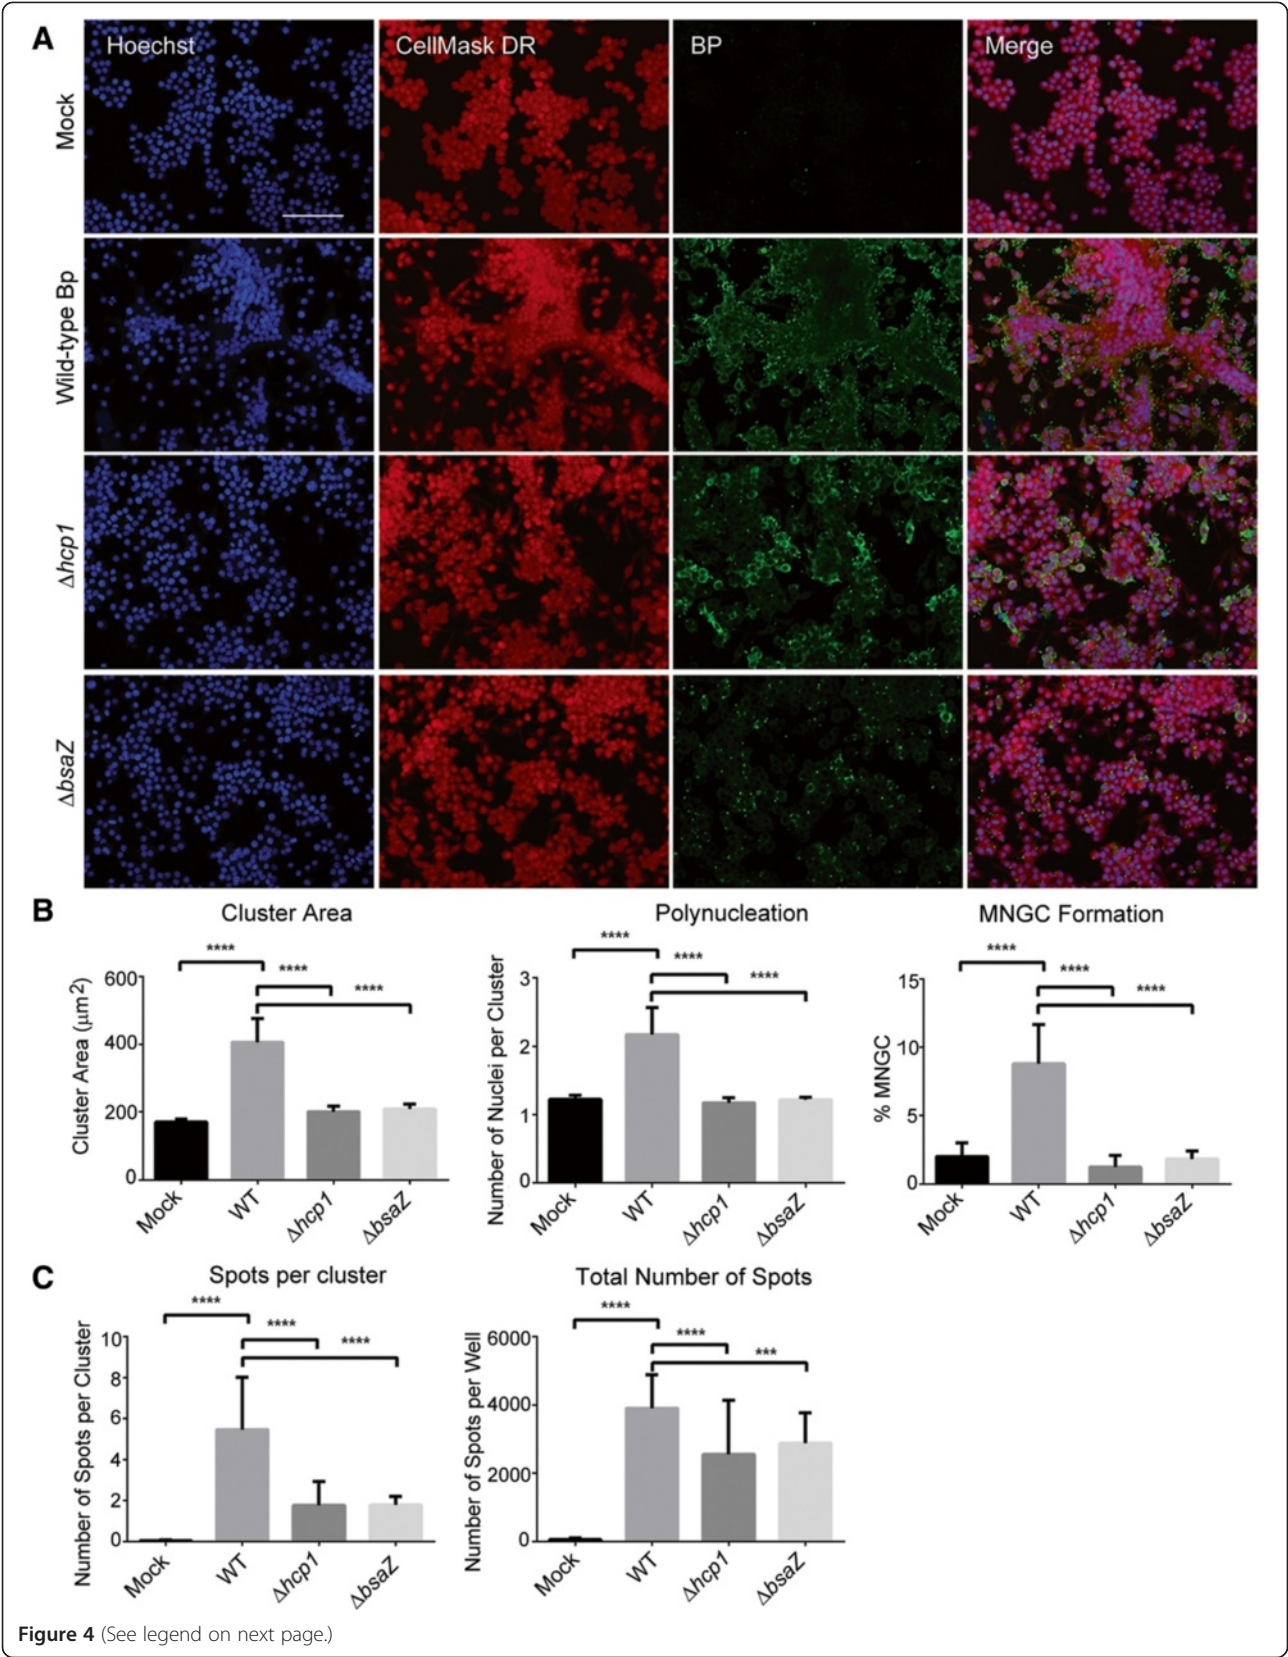 A
Hoechst
CellMask DR
BP
Merge
Mock
Wild-type Bp
Δhcp1
ΔbsaZ
B
Cluster Area
****
****
****
Cluster Area (μm2)
600
400
200
0
Mock
WT
Δhcp1
ΔbsaZ
Polynucleation
****
****
****
Number of Nuclei per Cluster
3
2
1
0
Mock
WT
Δhcp1
ΔbsaZ
MNGC Formation
****
****
****
% MNGC
15
10
5
0
Mock
WT
Δhcp1
ΔbsaZ
C
Spots per cluster
****
****
****
Number of Spots per Cluster
10
8
6
4
2
0
Mock
WT
Δhcp1
ΔbsaZ
Total Number of Spots
****
****
***
Number of Spots per Well
6000
4000
2000
0
Mock
WT
Δhcp1
ΔbsaZ
Figure 4 (See legend on next page.)